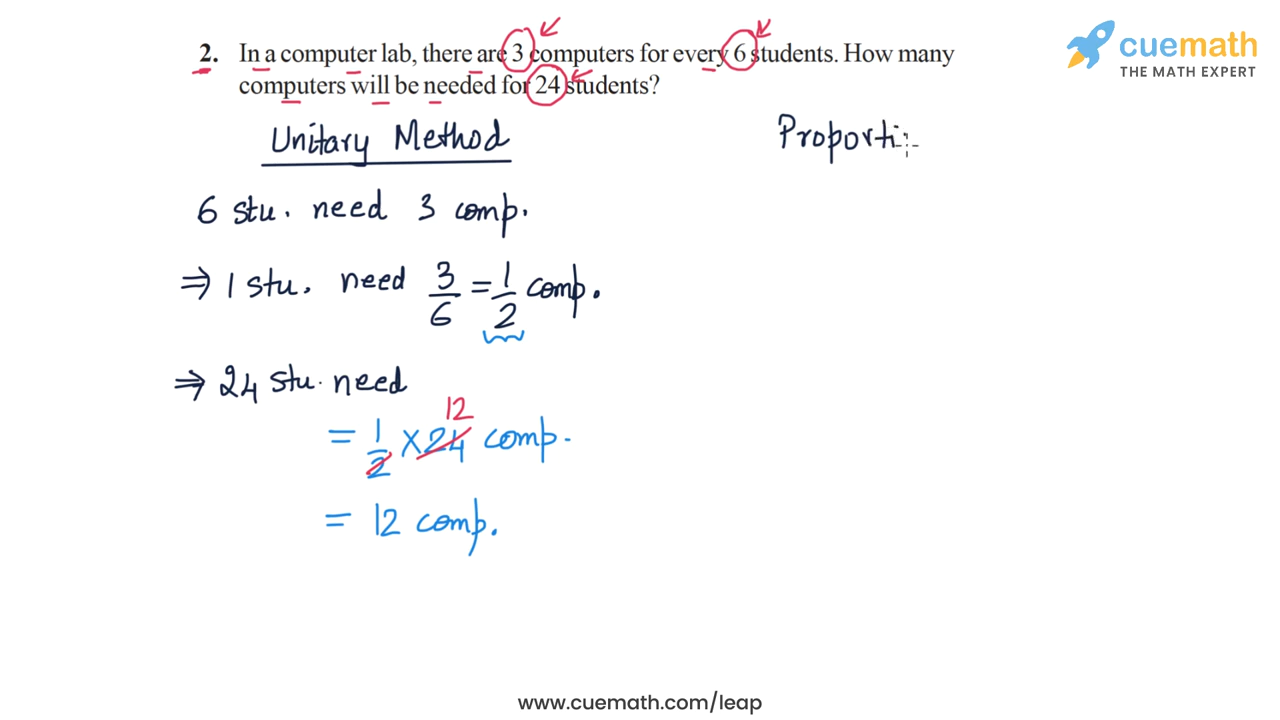 2. In a computer lab, there are 3 computers for every 6 students. How many
computers will be needed for 24 students?
cuemath
THE MATH EXPERT
Unitary Method
Proporti
6 stu. need 3 comp.
⇒ 1 stu. need 3/6 = 1/2 comp.
⇒ 24 stu. need
12
= 1/2 × 24 comp.
= 12 comp.
www.cuemath.com/leap